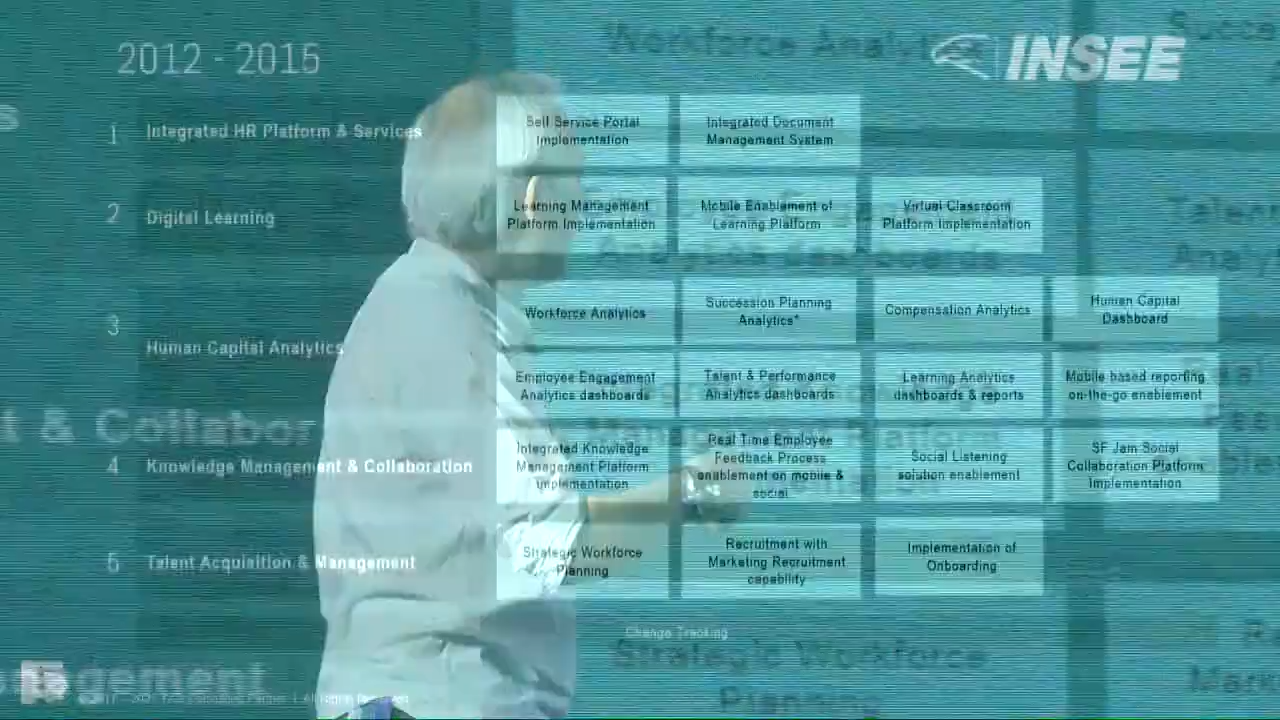 2012 - 2015
INSEE
1
Integrated HR Platform & Services
Self Service Portal
Implementation
Integrated Document
Management System
2
Digital Learning
Learning Management
Platform Implementation
Mobile Enablement of
Learning Platform
Virtual Classroom
Platform Implementation
3
Human Capital Analytics
Workforce Analytics
Succession Planning
Analytics*
Compensation Analytics
Human Capital
Dashboard
Employee Engagement
Analytics dashboards
Talent & Performance
Analytics dashboards
Learning Analytics
dashboards & reports
Mobile based reporting
on-the-go enablement
4
Knowledge Management & Collaboration
Integrated Knowledge
Management Platform
implementation
Real Time Employee
Feedback Process
enablement on mobile &
social
Social Listening
solution enablement
SF Jam Social
Collaboration Platform
Implementation
5
Talent Acquisition & Management
Strategic Workforce
Planning
Recruitment with
Marketing Recruitment
capability
Implementation of
Onboarding
Change Tracking
Strategic Workforce
Planning